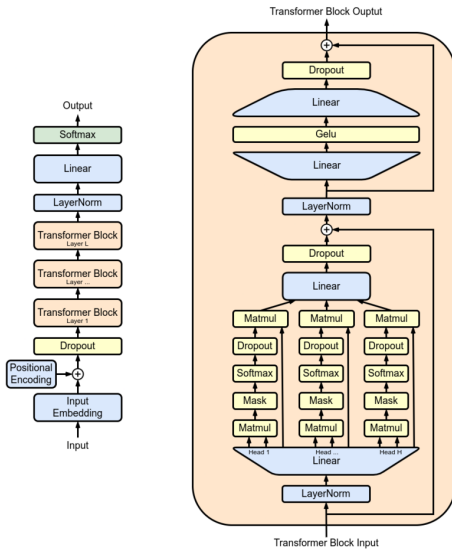 Output
Softmax
Linear
LayerNorm
Transformer Block
Layer L
Transformer Block
Layer ...
Transformer Block
Layer 1
Dropout
Positional
Encoding
Input
Embedding
Input
Transformer Block Ouptut
Dropout
Linear
Gelu
Linear
LayerNorm
Dropout
Linear
Matmul Matmul Matmul
Dropout Dropout Dropout
Softmax Softmax Softmax
Mask Mask Mask
Matmul Matmul Matmul
Head 1 Head ... Head H
Linear
LayerNorm
Transformer Block Input